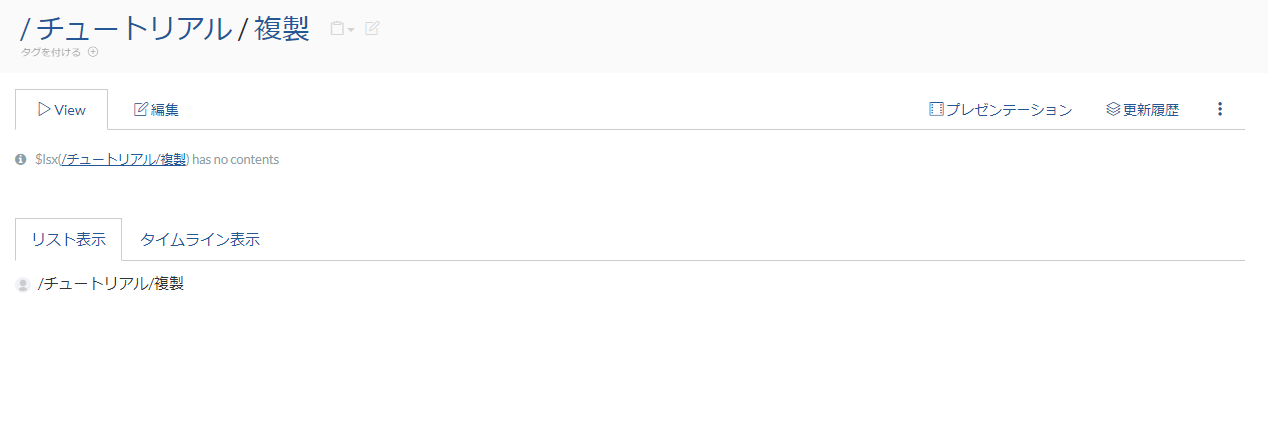 / チュートリアル / 複製
タグを付ける
View 編集 プレゼンテーション 更新履歴
$lsx(/チュートリアル/複製) has no contents
リスト表示 タイムライン表示
/チュートリアル/複製